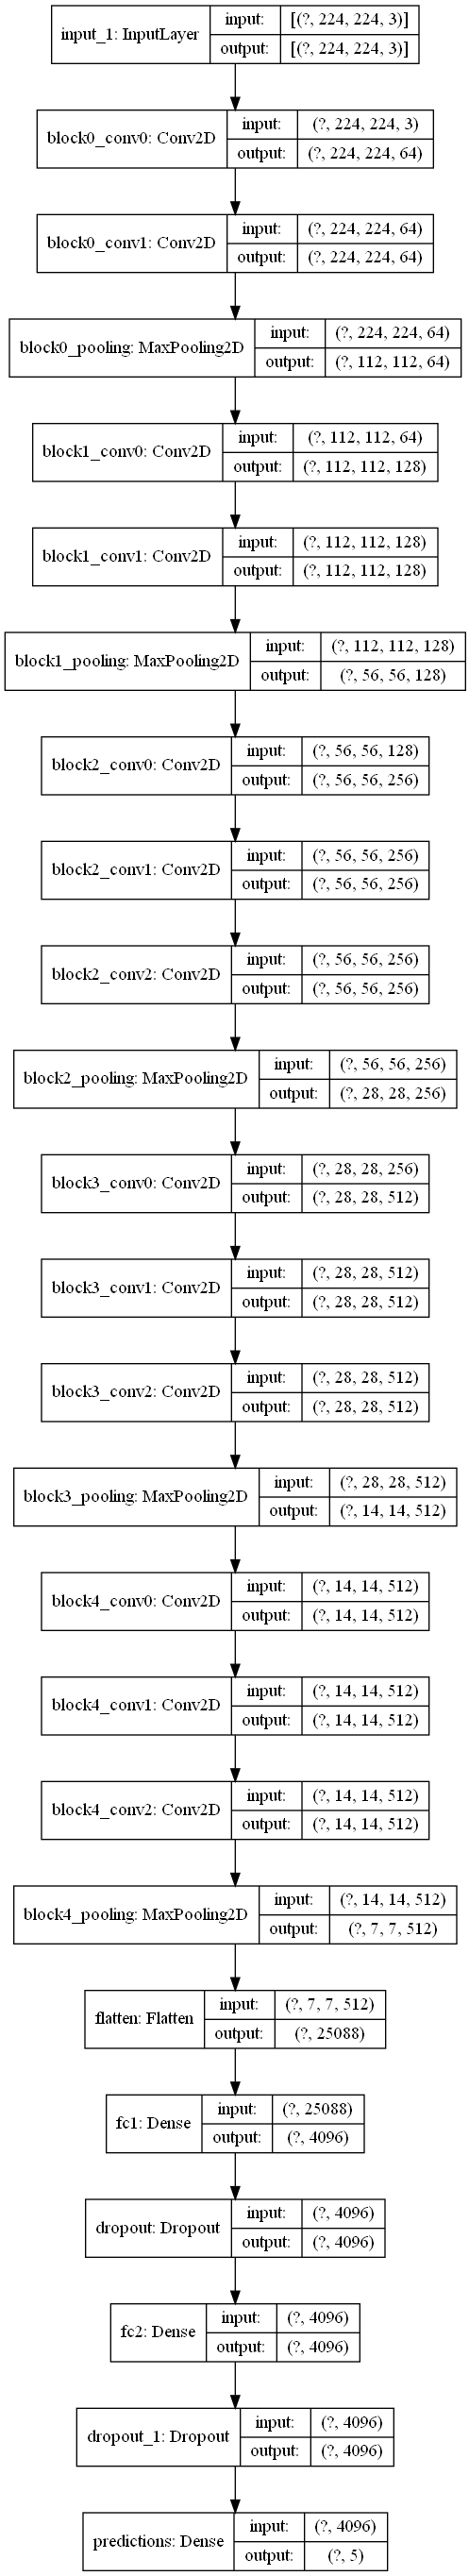 input_1: InputLayer
input: [(?, 224, 224, 3)]
output: [(?, 224, 224, 3)]
block0_conv0: Conv2D
input: (?, 224, 224, 3)
output: (?, 224, 224, 64)
block0_conv1: Conv2D
input: (?, 224, 224, 64)
output: (?, 224, 224, 64)
block0_pooling: MaxPooling2D
input: (?, 224, 224, 64)
output: (?, 112, 112, 64)
block1_conv0: Conv2D
input: (?, 112, 112, 64)
output: (?, 112, 112, 128)
block1_conv1: Conv2D
input: (?, 112, 112, 128)
output: (?, 112, 112, 128)
block1_pooling: MaxPooling2D
input: (?, 112, 112, 128)
output: (?, 56, 56, 128)
block2_conv0: Conv2D
input: (?, 56, 56, 128)
output: (?, 56, 56, 256)
block2_conv1: Conv2D
input: (?, 56, 56, 256)
output: (?, 56, 56, 256)
block2_conv2: Conv2D
input: (?, 56, 56, 256)
output: (?, 56, 56, 256)
block2_pooling: MaxPooling2D
input: (?, 56, 56, 256)
output: (?, 28, 28, 256)
block3_conv0: Conv2D
input: (?, 28, 28, 256)
output: (?, 28, 28, 512)
block3_conv1: Conv2D
input: (?, 28, 28, 512)
output: (?, 28, 28, 512)
block3_conv2: Conv2D
input: (?, 28, 28, 512)
output: (?, 28, 28, 512)
block3_pooling: MaxPooling2D
input: (?, 28, 28, 512)
output: (?, 14, 14, 512)
block4_conv0: Conv2D
input: (?, 14, 14, 512)
output: (?, 14, 14, 512)
block4_conv1: Conv2D
input: (?, 14, 14, 512)
output: (?, 14, 14, 512)
block4_conv2: Conv2D
input: (?, 14, 14, 512)
output: (?, 14, 14, 512)
block4_pooling: MaxPooling2D
input: (?, 14, 14, 512)
output: (?, 7, 7, 512)
flatten: Flatten
input: (?, 7, 7, 512)
output: (?, 25088)
fc1: Dense
input: (?, 25088)
output: (?, 4096)
dropout: Dropout
input: (?, 4096)
output: (?, 4096)
fc2: Dense
input: (?, 4096)
output: (?, 4096)
dropout_1: Dropout
input: (?, 4096)
output: (?, 4096)
predictions: Dense
input: (?, 4096)
output: (?, 5)